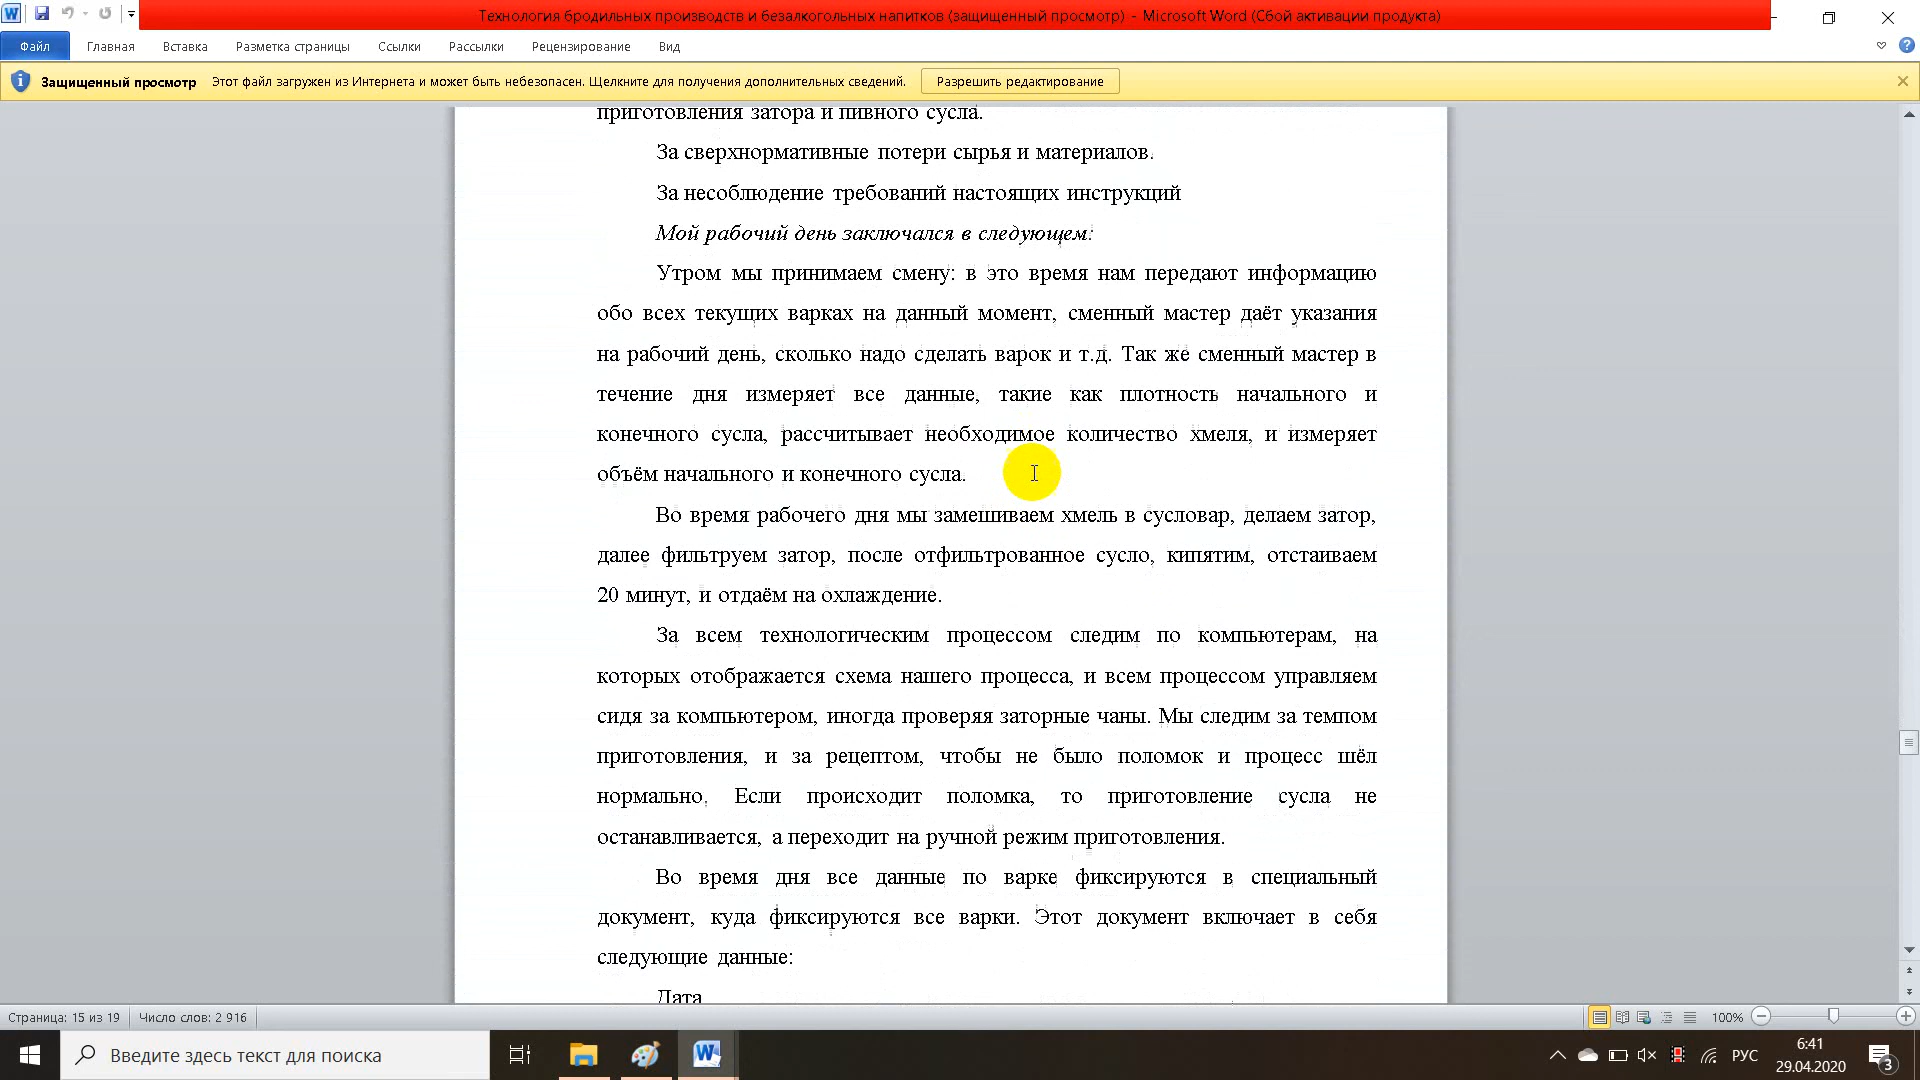 Технология бродильных производств и безалкогольных напитков (защищенный просмотр) - Microsoft Word (Сбой активации продукта)
Файл Главная Вставка Разметка страницы Ссылки Рассылки Рецензирование Вид
Защищенный просмотр Этот файл загружен из Интернета и может быть небезопасен. Щелкните для получения дополнительных сведений. Разрешить редактирование
приготовления затора и пивного сусла.
За сверхнормативные потери сырья и материалов.
За несоблюдение требований настоящих инструкций
Мой рабочий день заключался в следующем:
Утром мы принимаем смену: в это время нам передают информацию
обо всех текущих варках на данный момент, сменный мастер даёт указания
на рабочий день, сколько надо сделать варок и т.д. Так же сменный мастер в
течение дня измеряет все данные, такие как плотность начального и
конечного сусла, рассчитывает необходимое количество хмеля, и измеряет
объём начального и конечного сусла.
Во время рабочего дня мы замешиваем хмель в сусловар, делаем затор,
далее фильтруем затор, после отфильтрованное сусло, кипятим, отстаиваем
20 минут, и отдаём на охлаждение.
За всем технологическим процессом следим по компьютерам, на
которых отображается схема нашего процесса, и всем процессом управляем
сидя за компьютером, иногда проверяя заторные чаны. Мы следим за темпом
приготовления, и за рецептом, чтобы не было поломок и процесс шёл
нормально. Если происходит поломка, то приготовление сусла не
останавливается, а переходит на ручной режим приготовления.
Во время дня все данные по варке фиксируются в специальный
документ, куда фиксируются все варки. Этот документ включает в себя
следующие данные:
Дата
Страница: 15 из 19 Число слов: 2 916 100%
Введите здесь текст для поиска РУС 6:41
29.04.2020 3